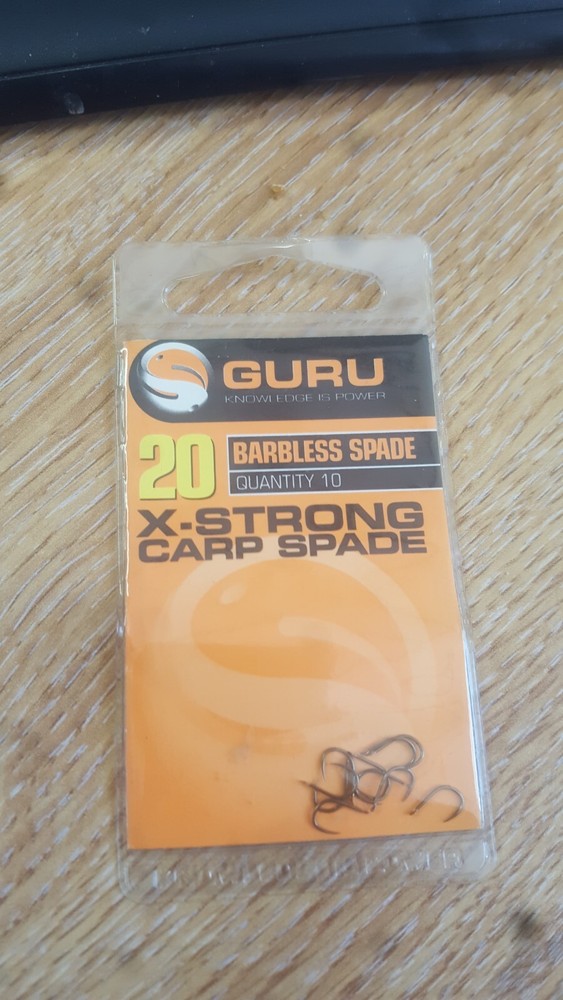 GURU
KNOWLEDGE IS POWER
20
BARBLESS SPADE
QUANTITY 10
X-STRONG
CARP SPADE